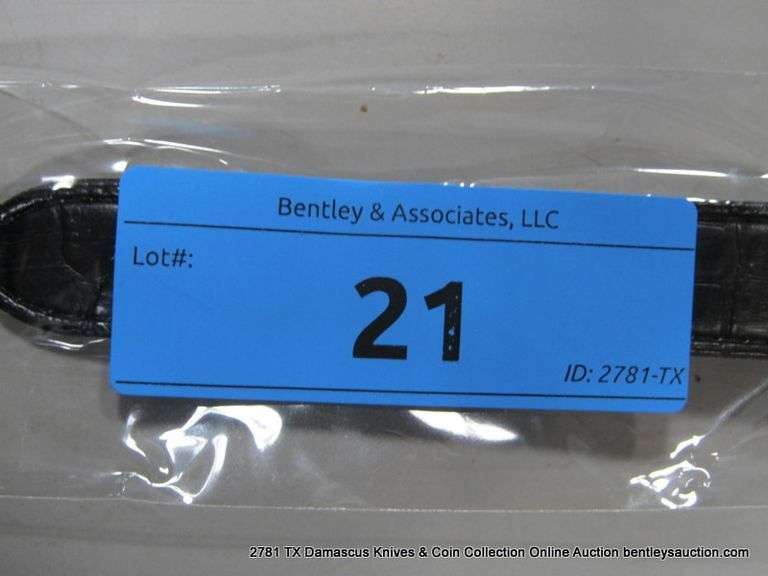 Bentley & Associates, LLC
Lot#:
21
ID: 2781-TX
2781 TX Damascus Knives & Coin Collection Online Auction bentleysauction.com